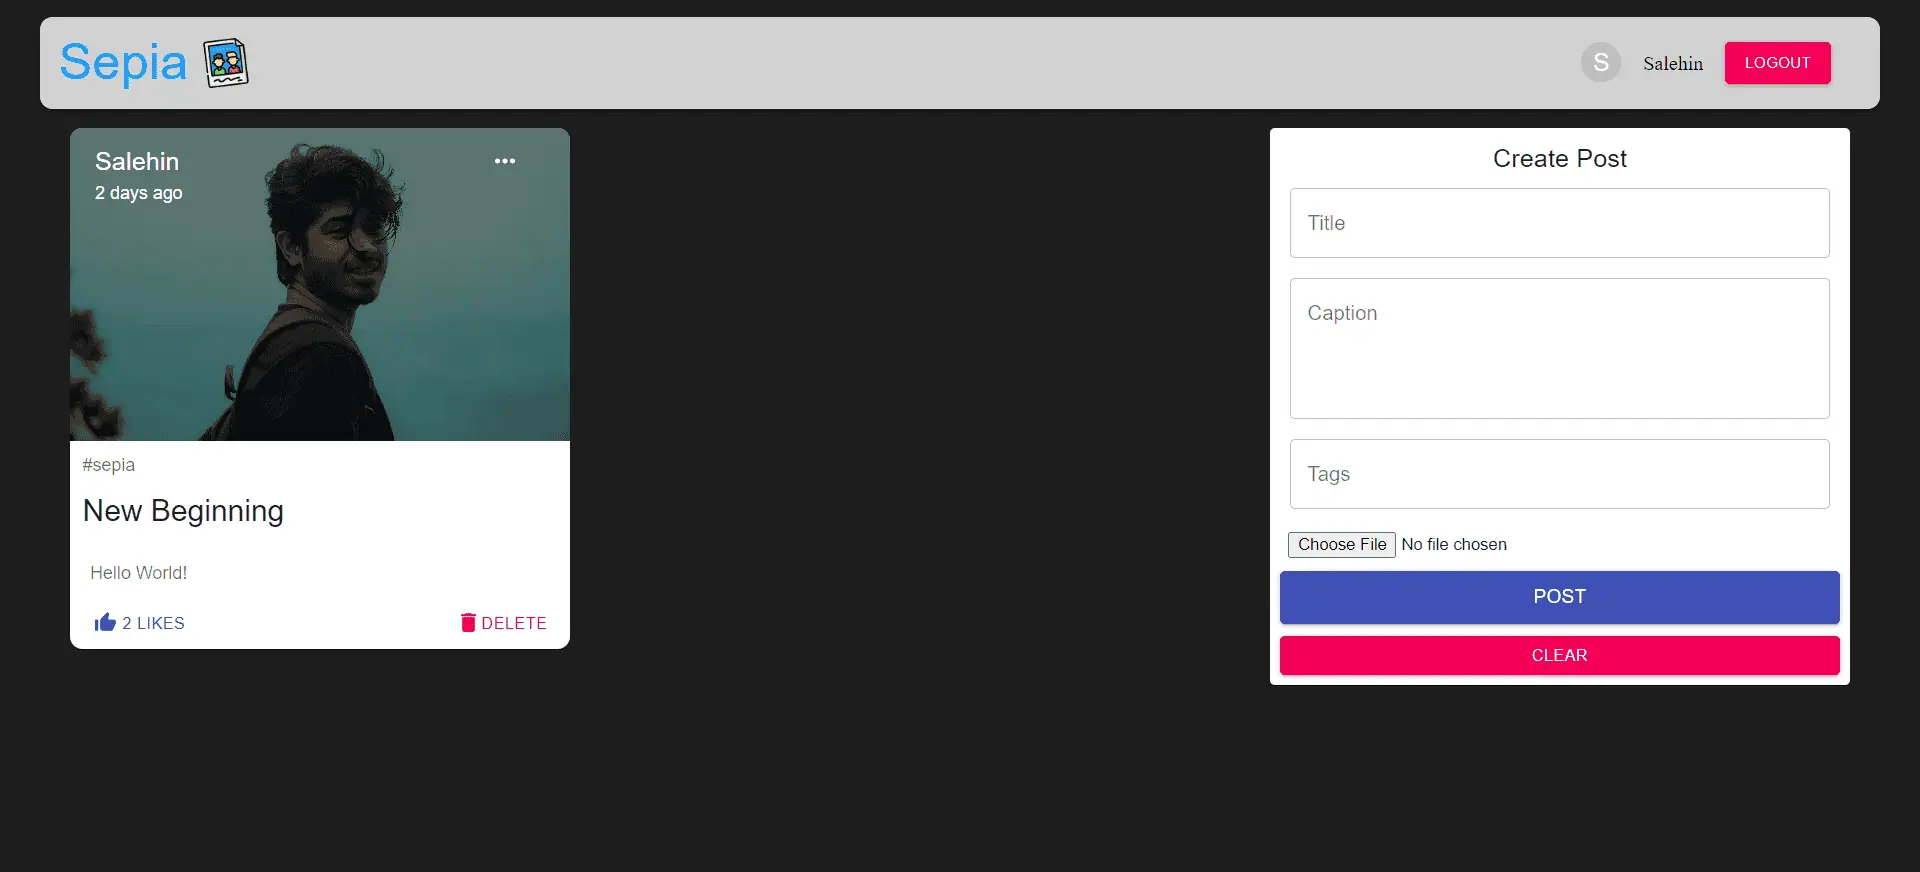 Sepia
S Salehin LOGOUT
Salehin
2 days ago
#sepia
New Beginning
Hello World!
2 LIKES DELETE
Create Post
Title
Caption
Tags
Choose File No file chosen
POST
CLEAR